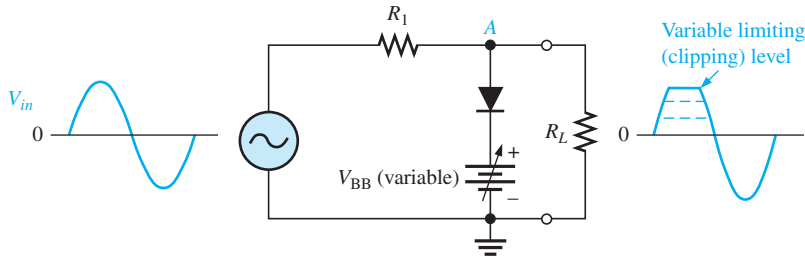 R1
A
Variable limiting
(clipping) level
Vin
0
VBB (variable)
+
−
RL
0